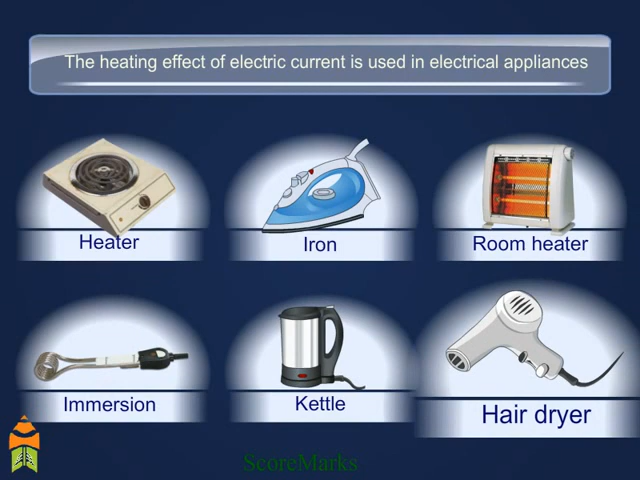 The heating effect of electric current is used in electrical appliances
Heater
Iron
Room heater
Immersion
Kettle
Hair dryer
ScoreMarks